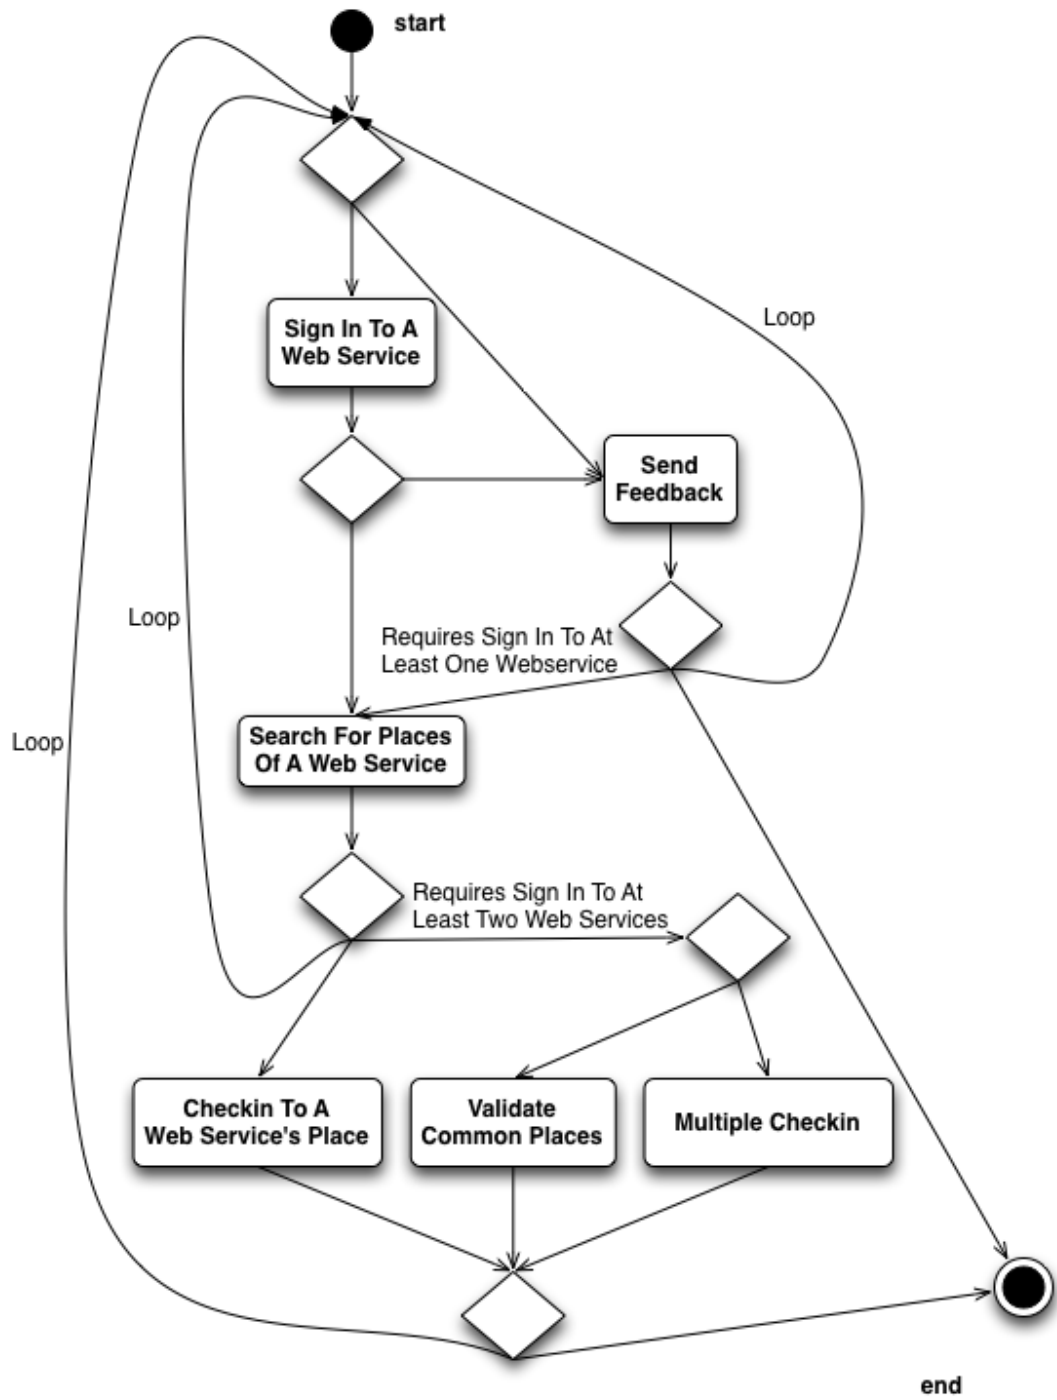 start
Loop
Sign In To A
Web Service
Send
Feedback
Loop
Requires Sign In To At
Least One Webservice
Loop
Search For Places
Of A Web Service
Requires Sign In To At
Least Two Web Services
Checkin To A
Web Service's Place
Validate
Common Places
Multiple Checkin
end